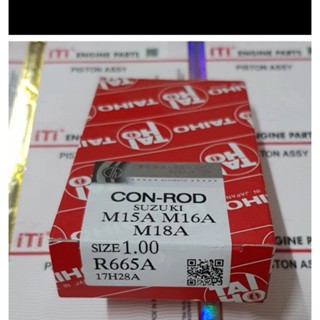 iTi ENGINE PARTS
PISTON ASSY
TAIHO
CON-ROD
SUZUKI
M15A M16A
M18A
SIZE 1.00
R665A
17H28A